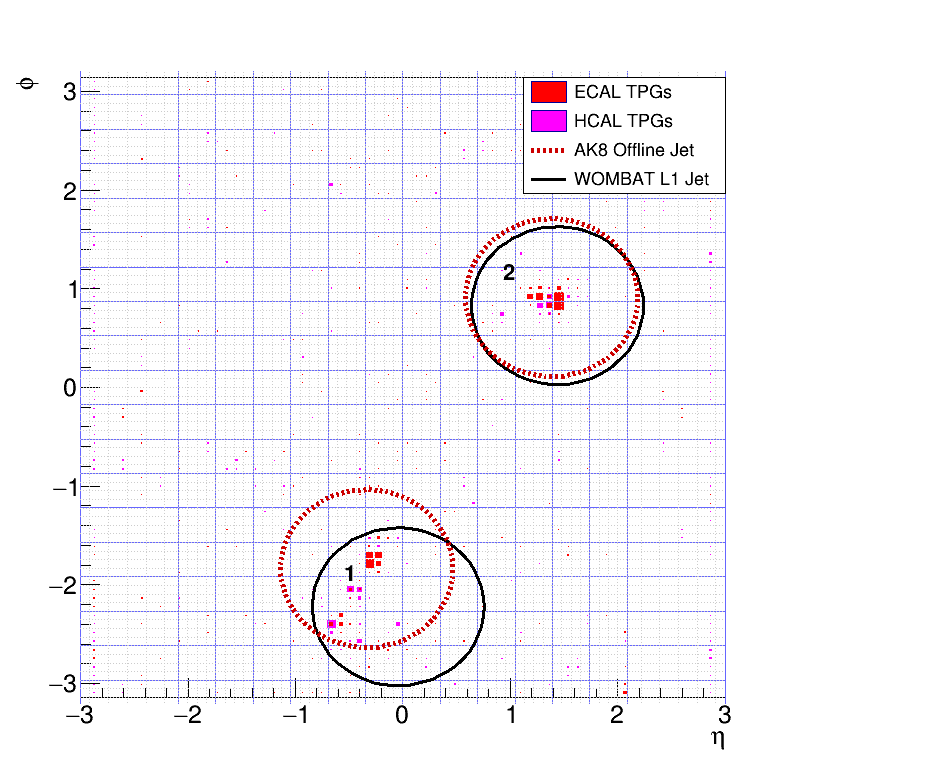 ϕ
3
2
1
0
−1
−2
−3
ECAL TPGs
HCAL TPGs
AK8 Offline Jet
WOMBAT L1 Jet
2
1
−3 −2 −1 0 1 2 3
η